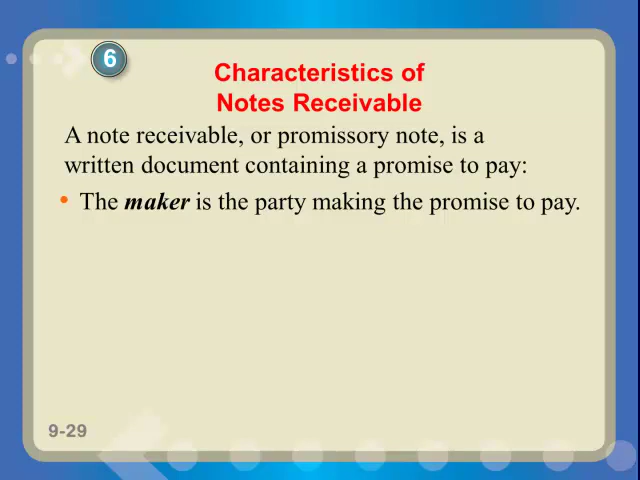 6
Characteristics of
Notes Receivable
A note receivable, or promissory note, is a
written document containing a promise to pay:
• The maker is the party making the promise to pay.
9-29